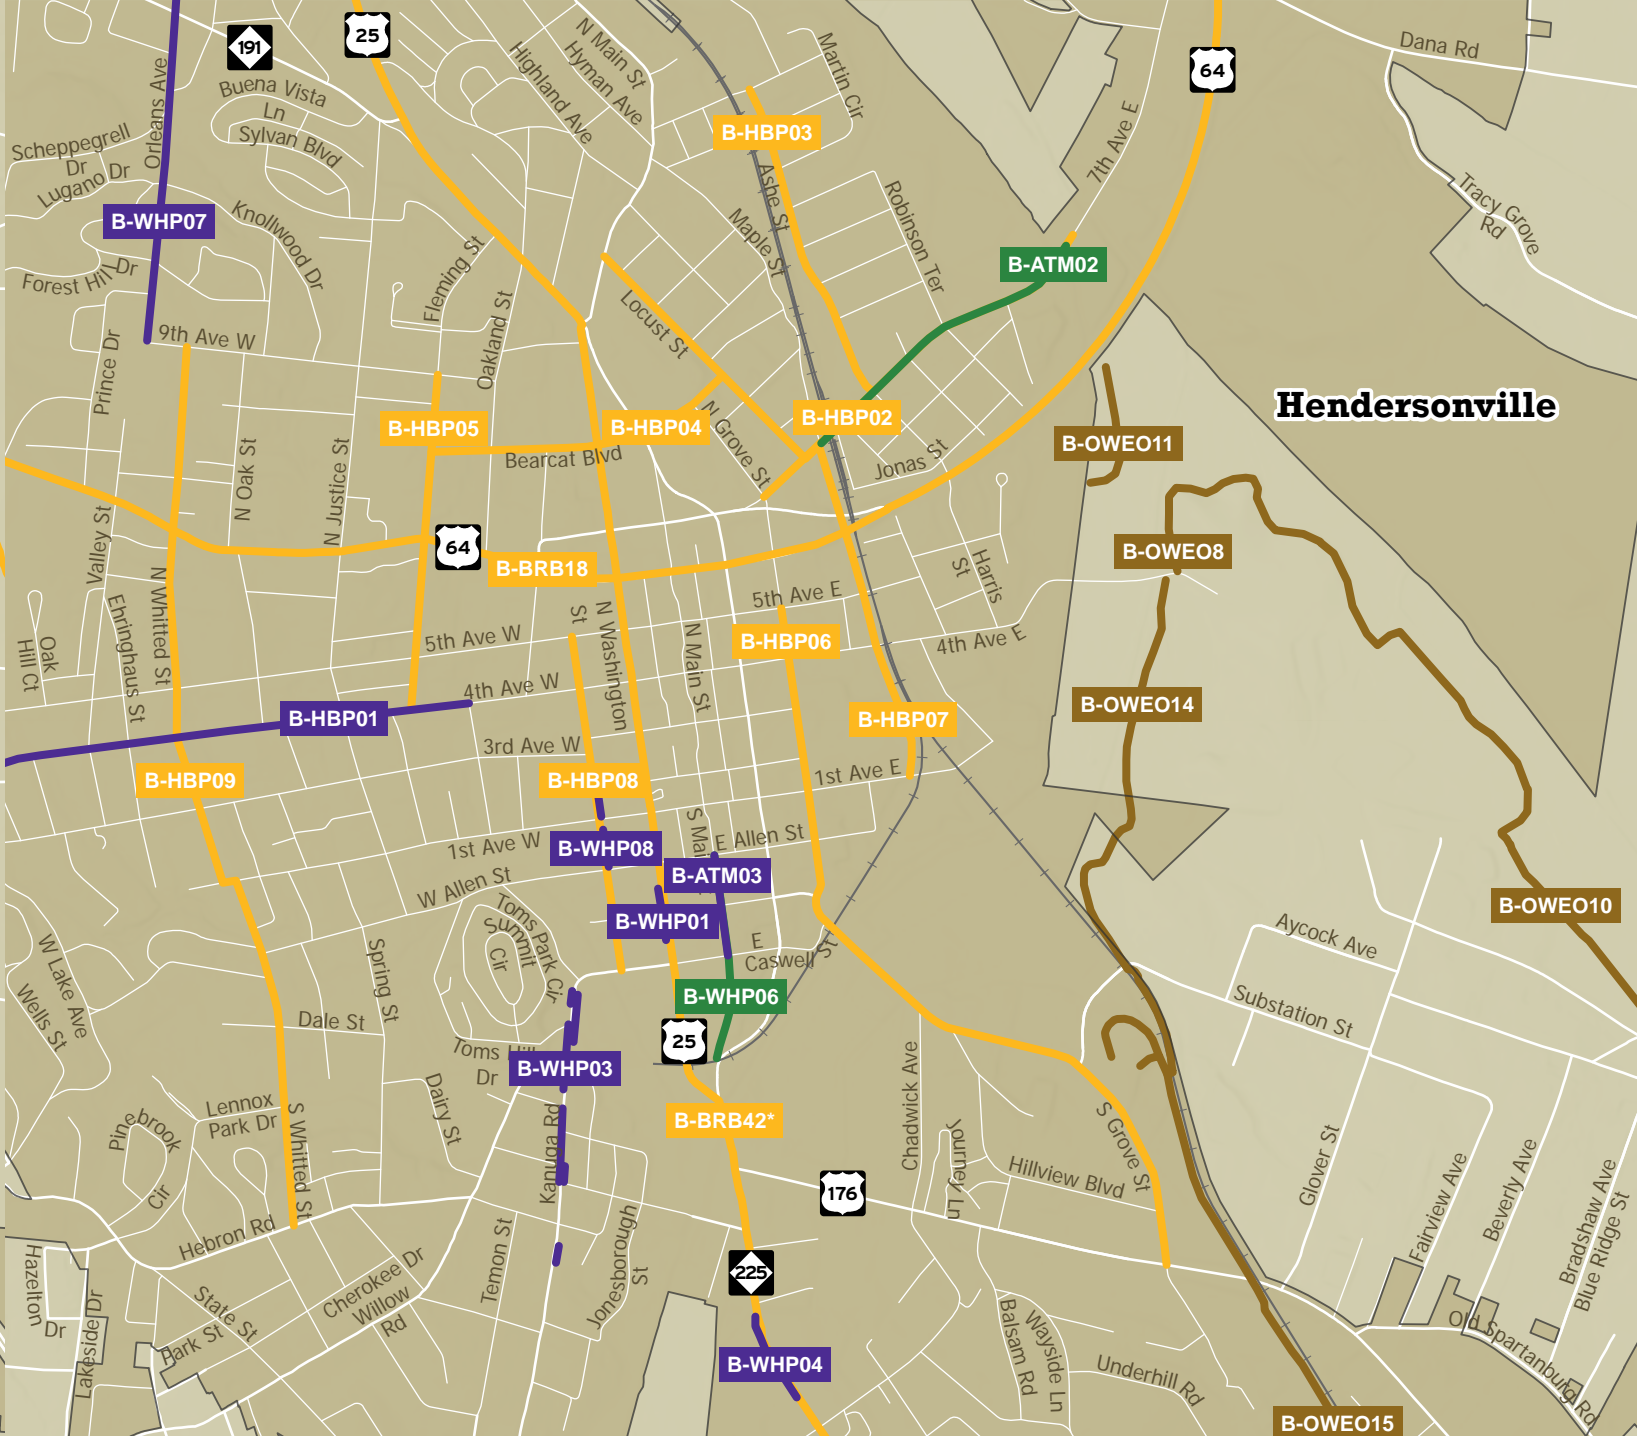 191
25
64
Dana Rd
N Main St
Hyman Ave
Highland Ave
Martin Cir
Buena Vista
Ln
Sylvan Blvd
Orleans Ave
Scheppegrell
Dr
Lugano Dr
B-HBP03
7th Ave E
Ashe St
Robinson Ter
Tracy Grove
Rd
B-WHP07
Knollwood Dr
Maple St
Forest Hill Dr
Fleming St
B-ATM02
Oakland St
Locust St
9th Ave W
Prince Dr
Hendersonville
B-HBP05
B-HBP04
B-HBP02
N Grove St
B-OWEO11
Bearcat Blvd
Jonas St
N Oak St
N Justice St
Valley St
64
B-BRB18
B-OWEO8
Harris
St
5th Ave E
N Whitted St
Ehringhaus St
Oak
Hill Ct
St
N Washington
5th Ave W
N Main St
B-HBP06
4th Ave E
4th Ave W
B-HBP01
B-HBP07
B-OWEO14
3rd Ave W
B-HBP09
B-HBP08
1st Ave E
S Mai
E Allen St
1st Ave W
B-WHP08
B-ATM03
W Allen St
B-WHP01
B-OWEO10
Toms Park Cir
Summit
Cir
E
Caswell St
Aycock Ave
W Lake Ave
Wells St
Spring St
B-WHP06
Substation St
Dale St
25
Toms Hill
Dr
B-WHP03
Chadwick Ave
Dairy St
Lennox
Park Dr
Pinebrook
Cir
S Whitted St
Kanuga Rd
B-BRB42*
Journey Ln
S Grove St
Hillview Blvd
176
Glover St
Fairview Ave
Beverly Ave
Bradshaw Ave
Blue Ridge St
Hebron Rd
Temon St
Jonesborough
St
225
Hazelton
Dr
Lakeside Dr
State St
Park St
Cherokee Dr
Willow
Rd
Balsam Rd
Wayside Ln
Underhill Rd
Old Spartanburg Rd
B-WHP04
B-OWEO15